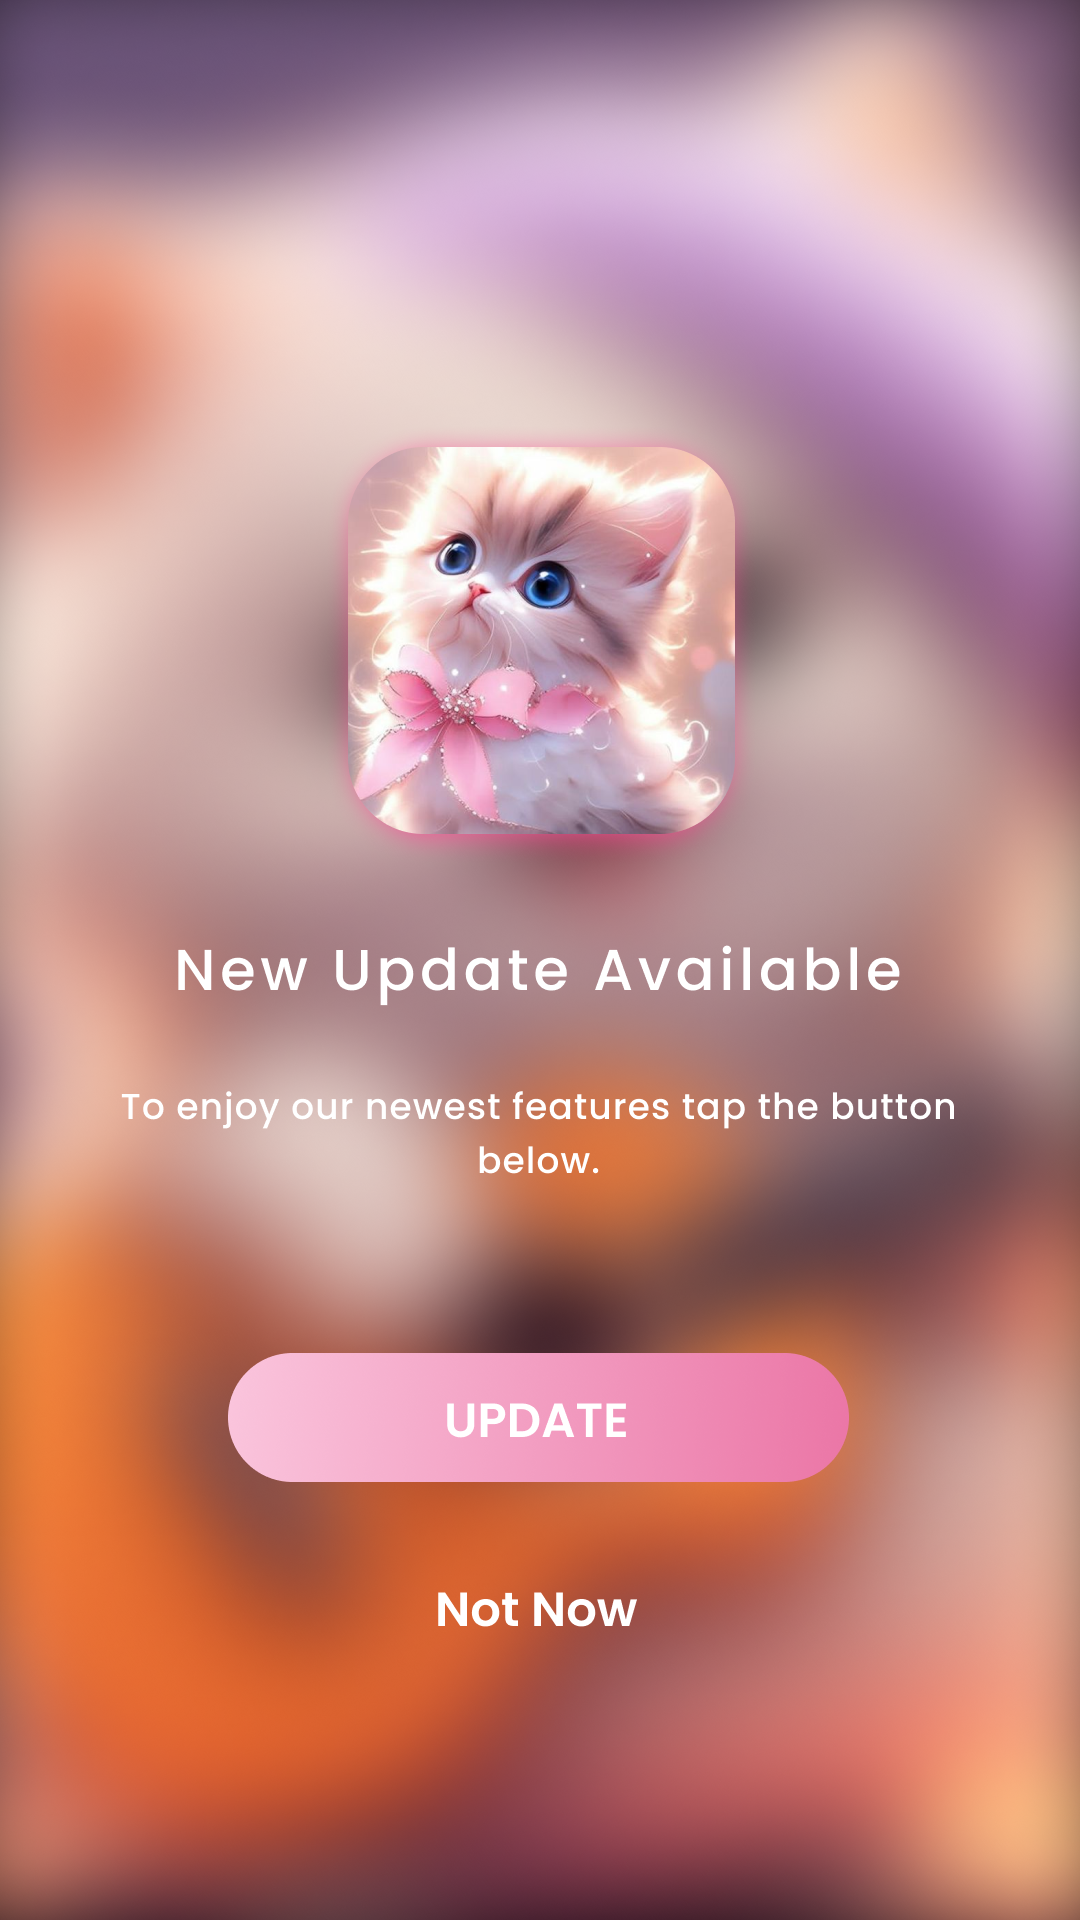 New Update Available
To enjoy our newest features tap the button
below.
UPDATE
Not Now